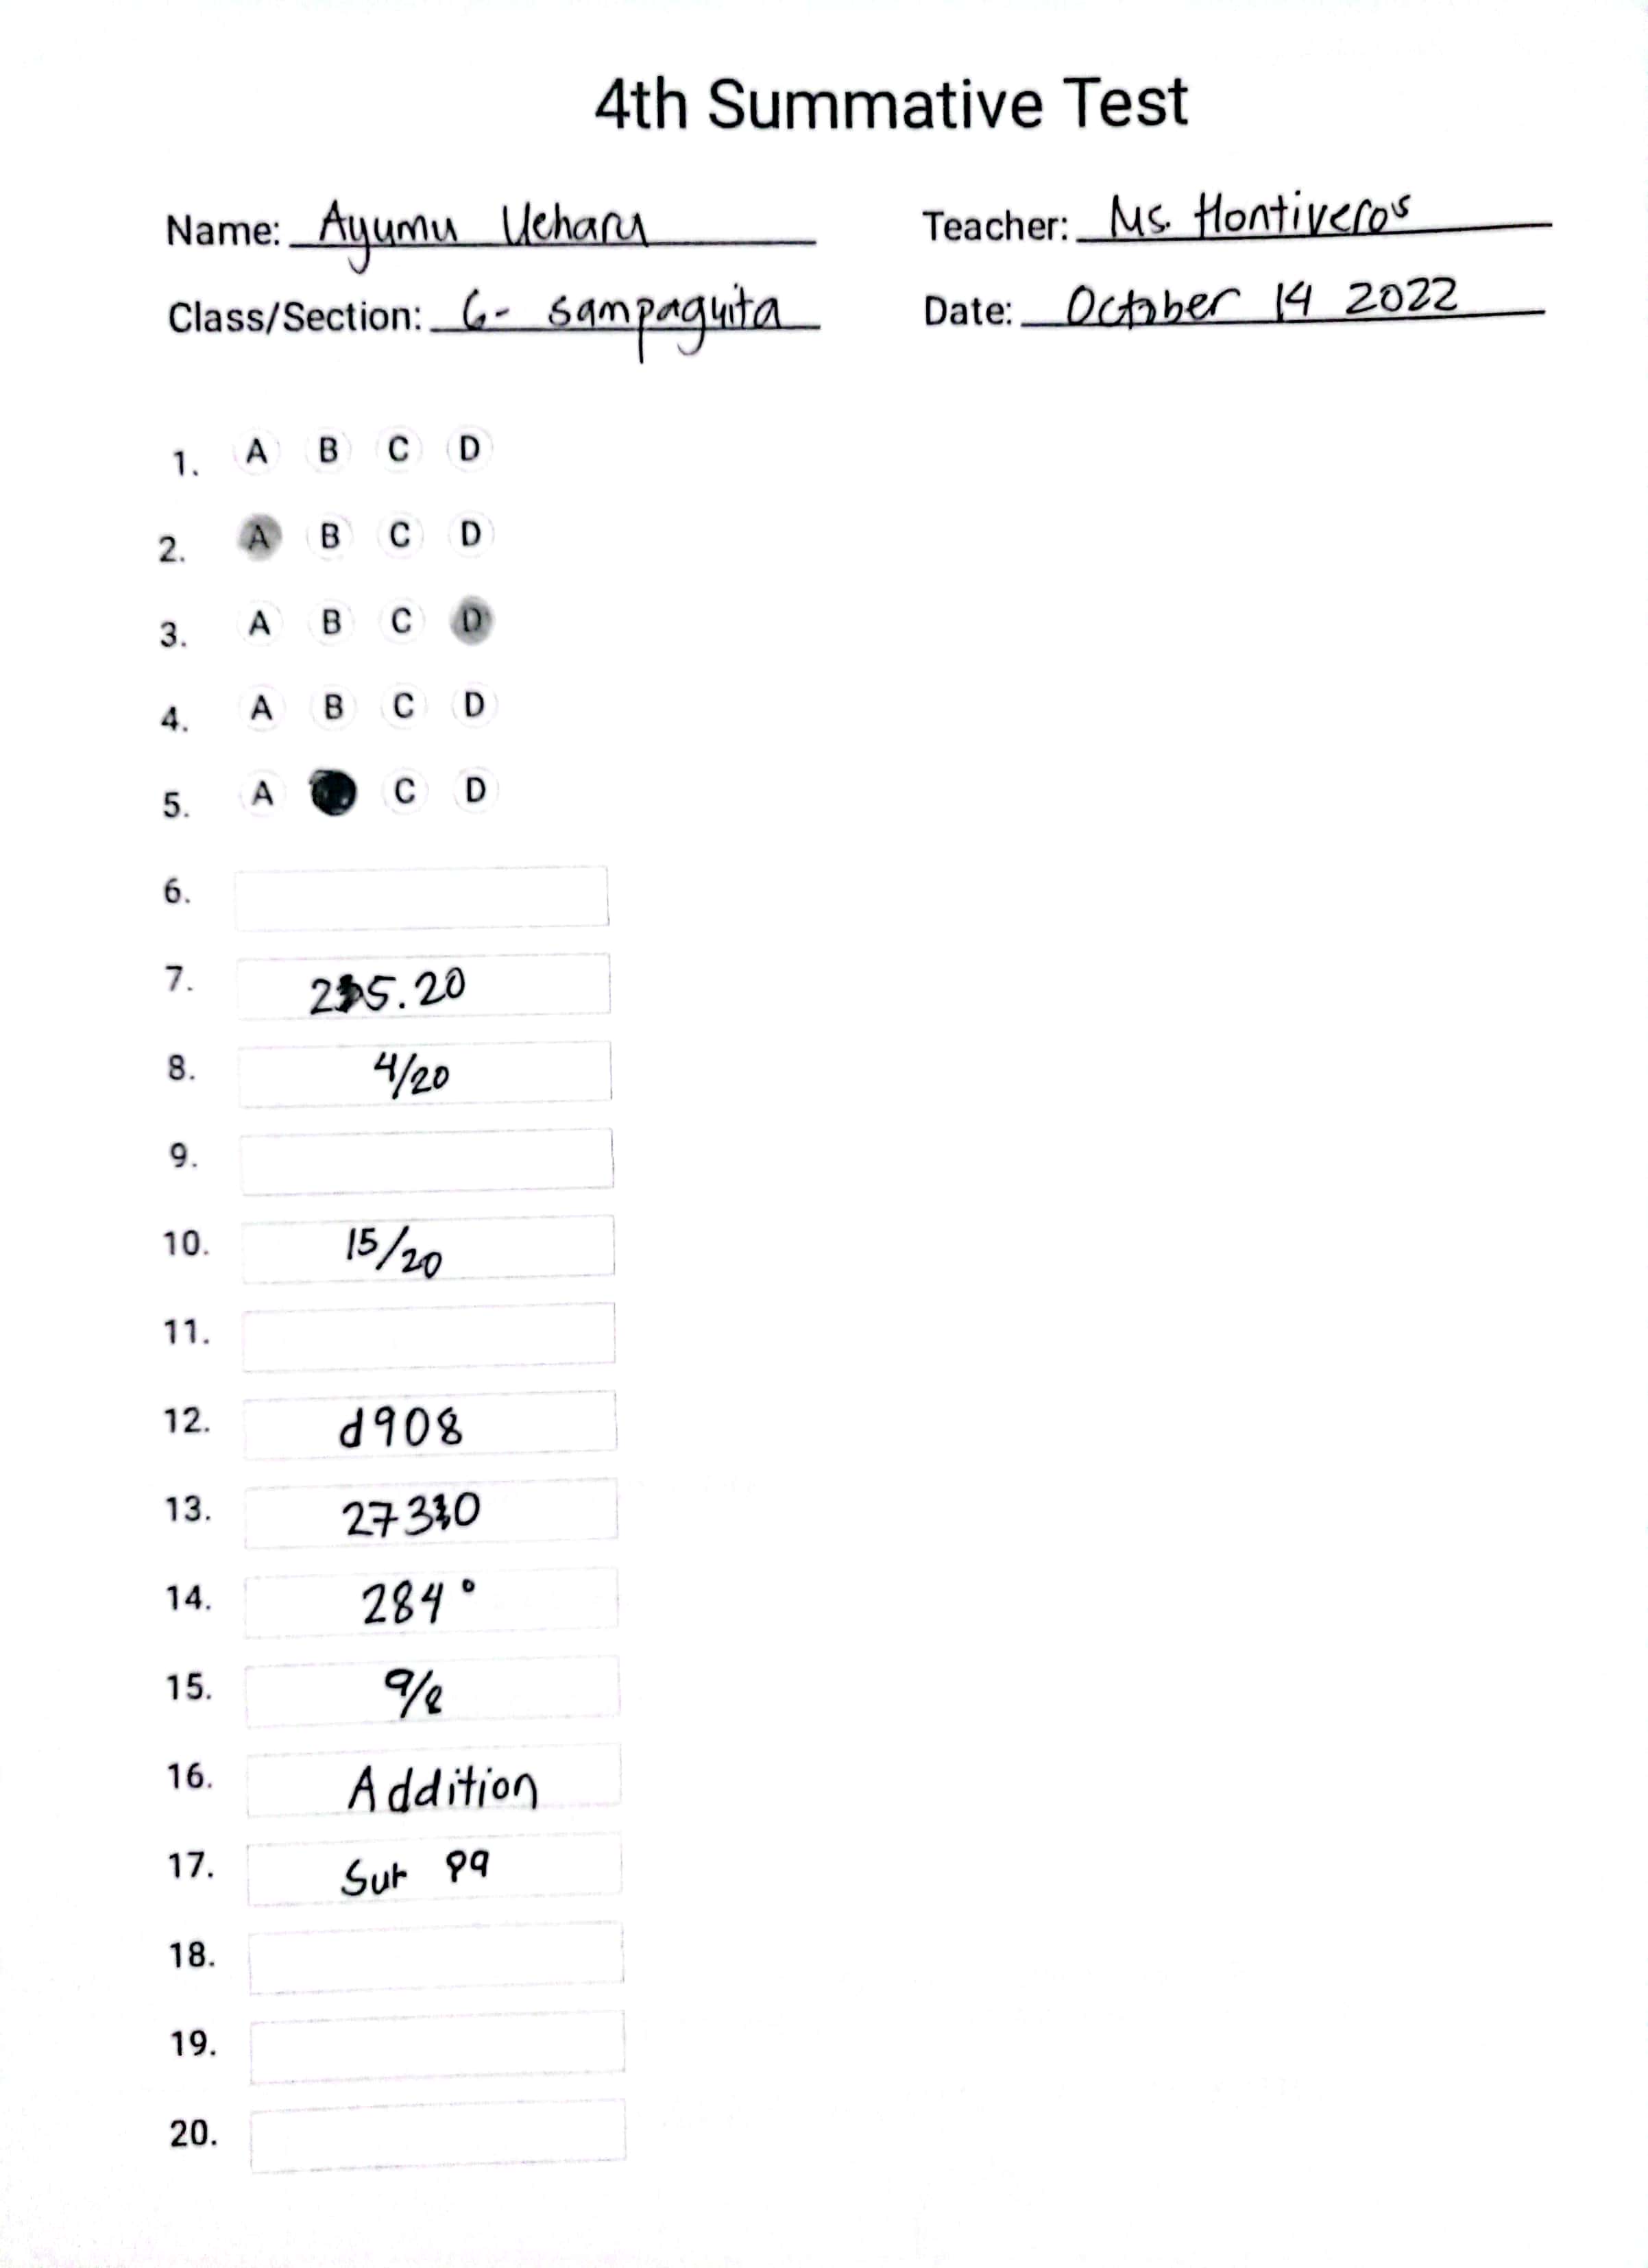 4th Summative Test
Name: Ayumu Uehara Teacher: Ms. Hontiveros
Class/Section: 6- sampaguita Date: October 14 2022
1. A B C D
2. A B C D
3. A B C D
4. A B C D
5. A C D
6.
7. 235.20
8. 4/20
9.
10. 15/20
11.
12. d908
13. 27330
14. 284°
15. 9/8
16. Addition
17. Sur 89
18.
19.
20.